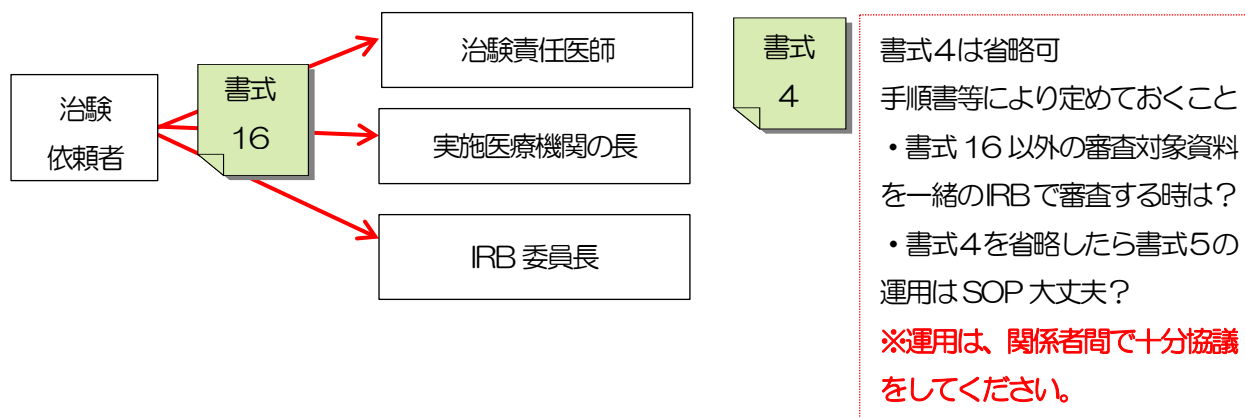 治験
依頼者
書式
16
治験責任医師
実施医療機関の長
IRB 委員長
書式
4
書式４は省略可
手順書等により定めておくこと
・書式 16 以外の審査対象資料
を一緒のIRBで審査する時は？
・書式４を省略したら書式５の
運用は SOP 大丈夫？
※運用は、関係者間で十分協議
をしてください。